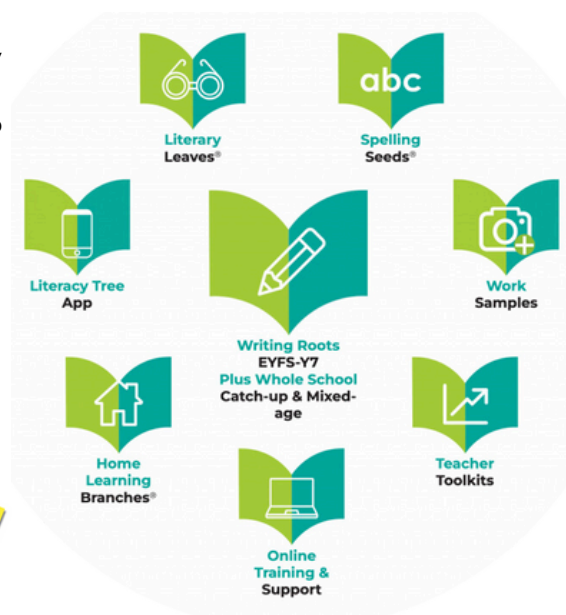 Literary
Leaves®
abc
Spelling
Seeds®
Literacy Tree
App
Writing Roots
EYFS-Y7
Plus Whole School
Catch-up & Mixed-
age
Work
Samples
Home
Learning
Branches®
Teacher
Toolkits
Online
Training &
Support